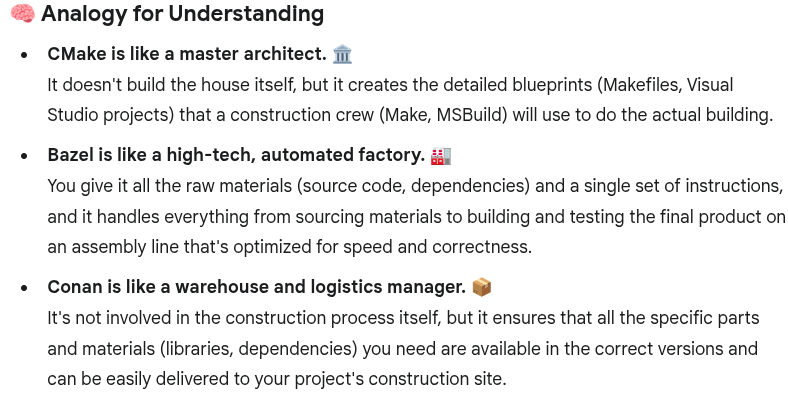 🧠 Analogy for Understanding
• CMake is like a master architect. 🏛️
It doesn't build the house itself, but it creates the detailed blueprints (Makefiles, Visual
Studio projects) that a construction crew (Make, MSBuild) will use to do the actual building.
• Bazel is like a high-tech, automated factory. 🏭
You give it all the raw materials (source code, dependencies) and a single set of instructions,
and it handles everything from sourcing materials to building and testing the final product on
an assembly line that's optimized for speed and correctness.
• Conan is like a warehouse and logistics manager. 📦
It's not involved in the construction process itself, but it ensures that all the specific parts
and materials (libraries, dependencies) you need are available in the correct versions and
can be easily delivered to your project's construction site.